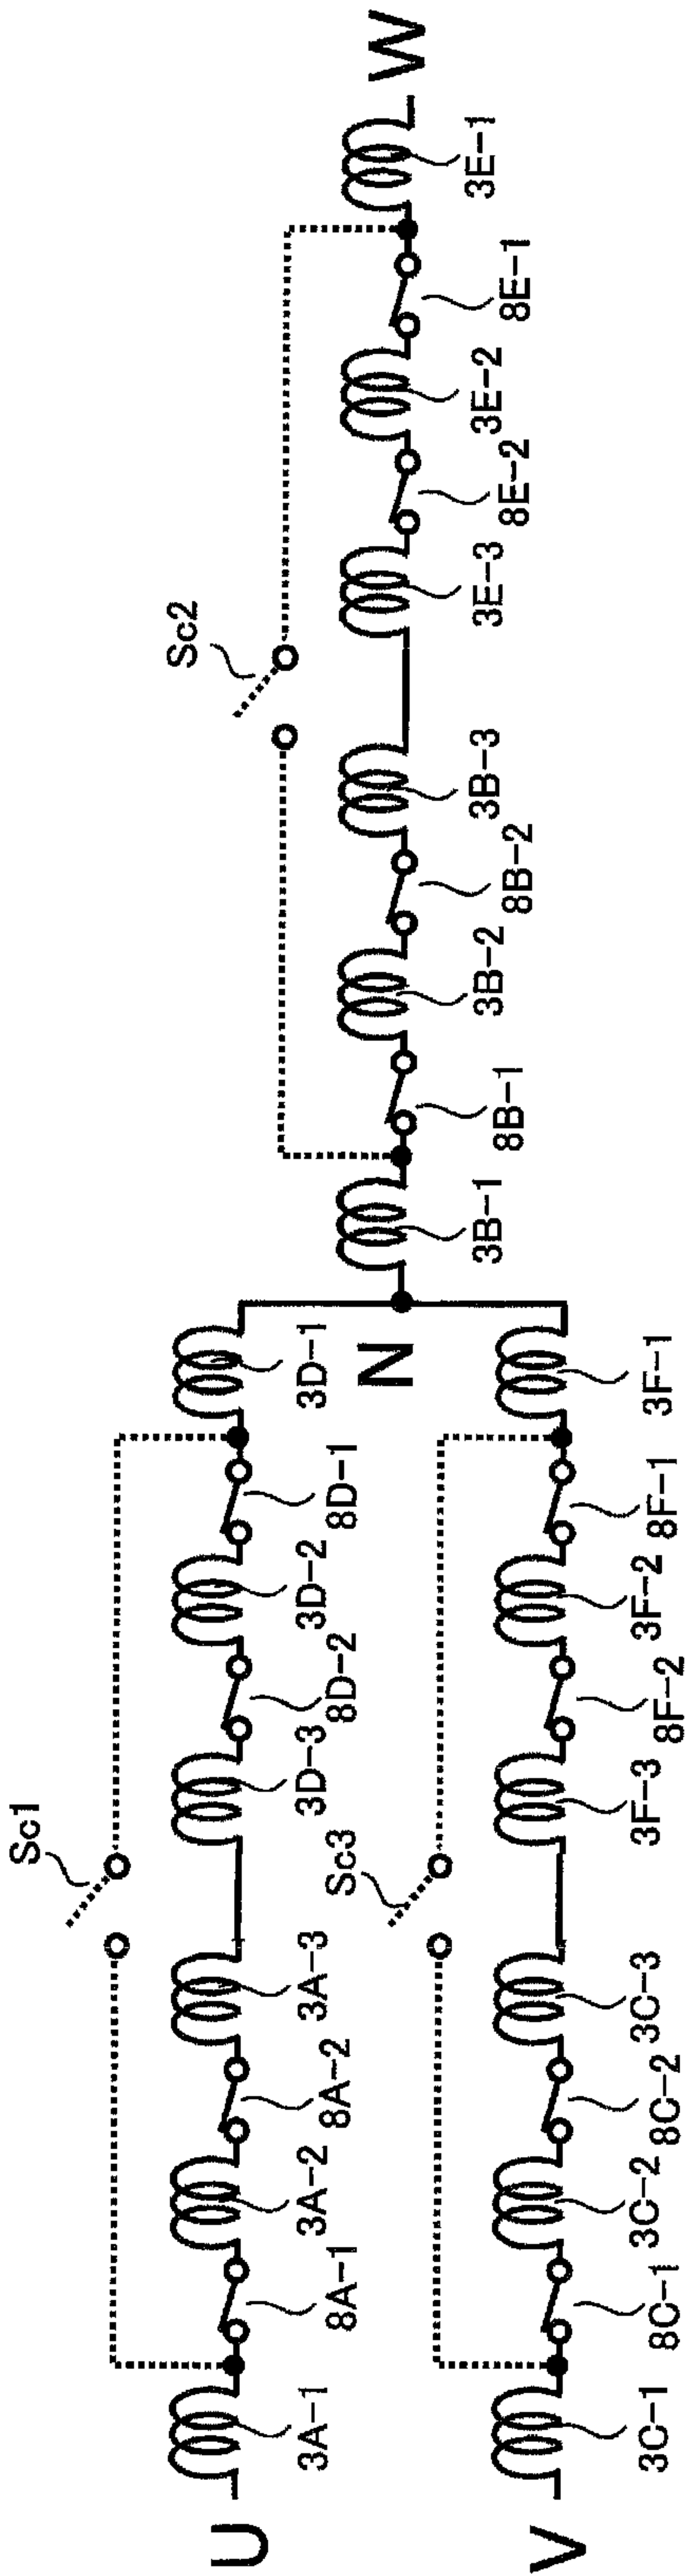 Sc1
U
3A-1
8A-1
3A-2
8A-2
3A-3
3D-3
8D-2
3D-2
8D-1
3D-1
Sc3
V
3C-1
8C-1
3C-2
8C-2
3C-3
3F-3
8F-2
3F-2
8F-1
3F-1
N
Sc2
3B-1
8B-1
3B-2
8B-2
3B-3
3E-3
8E-2
3E-2
8E-1
3E-1
W